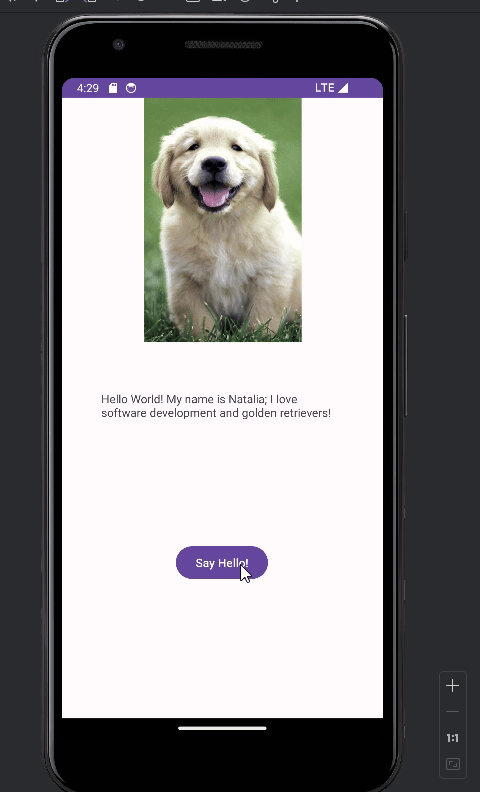 4:29 LTE
Hello World! My name is Natalia; I love
software development and golden retrievers!
Say Hello!
1:1